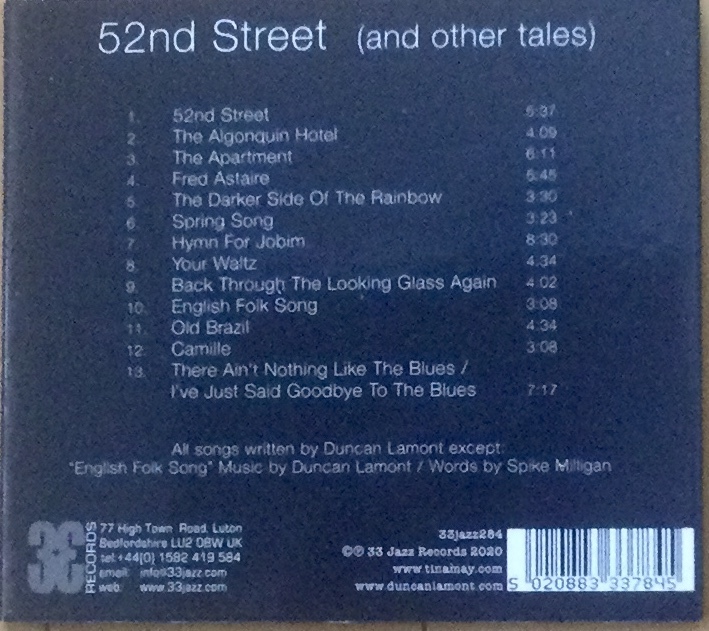 52nd Street (and other tales)
1. 52nd Street 5:37
2. The Algonquin Hotel 4.09
3. The Apartment 6:11
4. Fred Astaire 5:45
5. The Darker Side Of The Rainbow 3:30
6. Spring Song 3:23
7. Hymn For Jobim 8:30
8. Your Waltz 4.34
9. Back Through The Looking Glass Again 4.02
10. English Folk Song 3:08
11. Old Brazil 4:34
12. Camille 3:08
13. There Ain't Nothing Like The Blues /
I've Just Said Goodbye To The Blues 7:17
All songs written by Duncan Lamont except:
"English Folk Song" Music by Duncan Lamont / Words by Spike Milligan
33 RECORDS
77 High Town Road, Luton
Bedfordshire LU2 0BW UK
tel:+44(0) 1582 419 584
email: info@33jazz.com
web: www.33jazz.com
33jazz284
©℗ 33 Jazz Records 2020
www.tinamay.com
www.duncanlamont.com
5 020883 337845